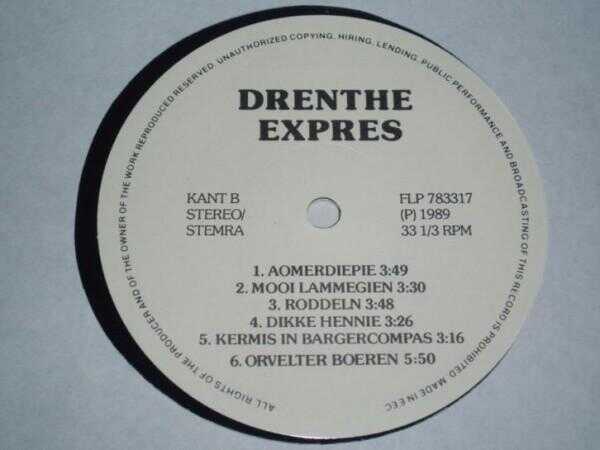 ALL RIGHTS OF THE PRODUCER AND OF THE OWNER OF THE WORK REPRODUCED RESERVED. UNAUTHORIZED COPYING, HIRING, LENDING, PUBLIC PERFORMANCE AND BROADCASTING OF THIS RECORD IS PROHIBITED. MADE IN EEC
DRENTHE
EXPRES
KANT B
STEREO/
STEMRA
FLP 783317
(P) 1989
33 1/3 RPM
1. AOMERDIEPIE 3:49
2. MOOI LAMMEGIEN 3:30
3. RODDELN 3:48
4. DIKKE HENNIE 3:26
5. KERMIS IN BARGERCOMPAS 3:16
6. ORVELTER BOEREN 5:50